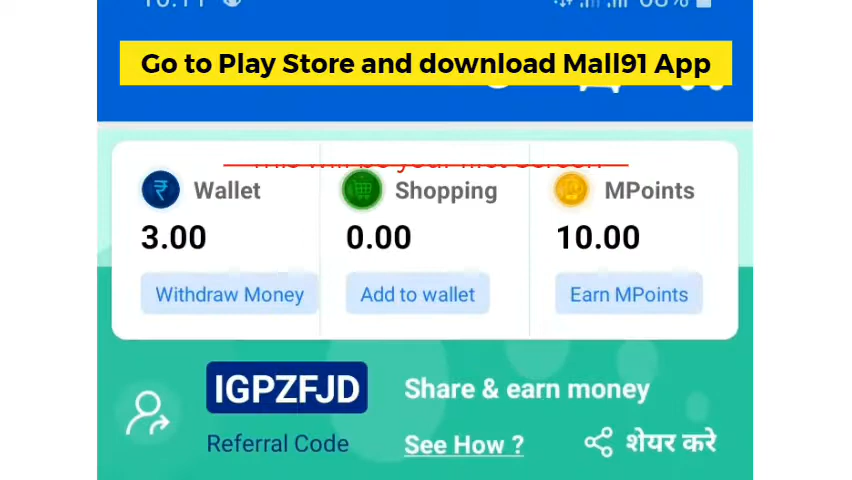 Go to Play Store and download Mall91 App
Wallet Shopping MPoints
3.00 0.00 10.00
Withdraw Money Add to wallet Earn MPoints
IGPZFJD Share & earn money
Referral Code See How ? शेयर करे